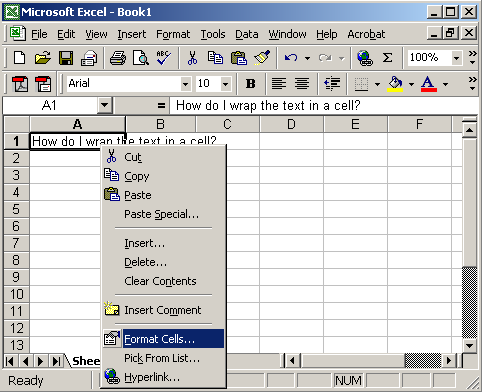 Microsoft Excel - Book1
File Edit View Insert Format Tools Data Window Help Acrobat
Σ 100%
Arial 10 B A
A1 = How do I wrap the text in a cell?
A B C D E F
1 How do I wrap the text in a cell?
2 Cut
3 Copy
4 Paste
5 Paste Special...
6
7 Insert...
8 Delete...
9 Clear Contents
10 Insert Comment
11
12 Format Cells...
13 Pick From List...
Shee
Hyperlink...
Ready NUM